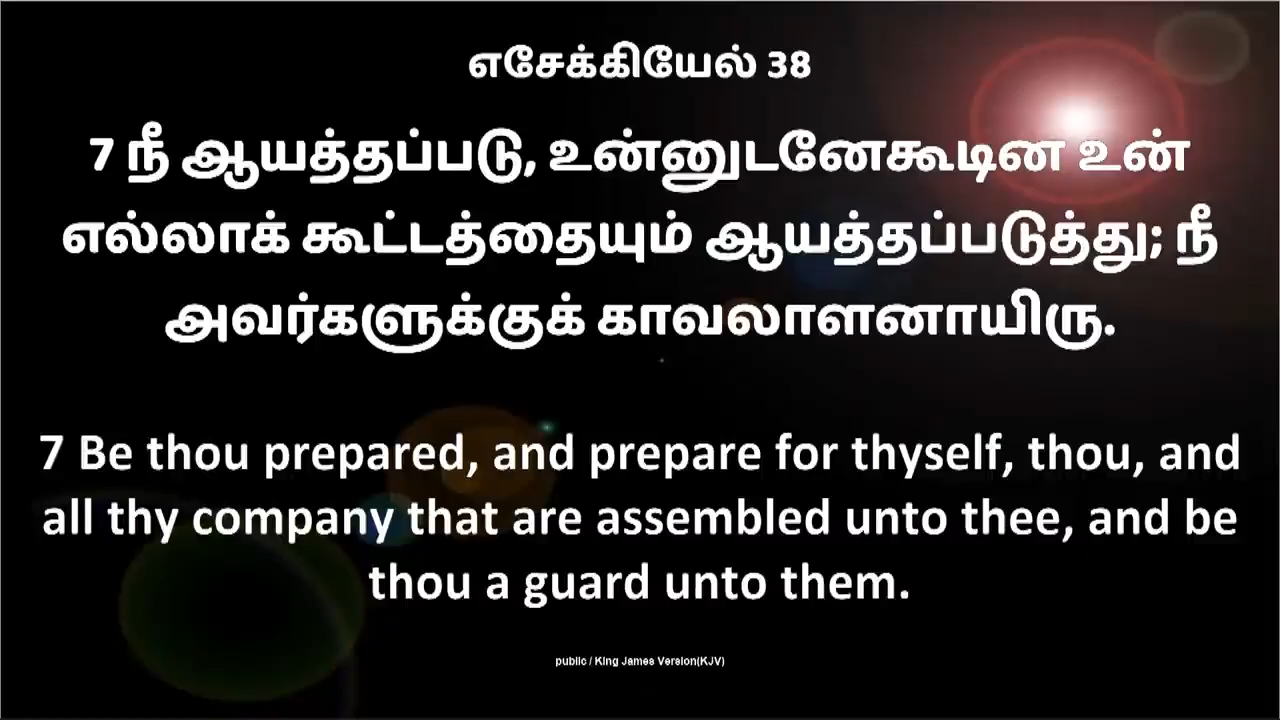 எசேக்கியேல் 38
7 நீ ஆயத்தப்படு, உன்னுடனேகூடின உன்
எல்லாக் கூட்டத்தையும் ஆயத்தப்படுத்து; நீ
அவர்களுக்குக் காவலாளனாயிரு.
7 Be thou prepared, and prepare for thyself, thou, and
all thy company that are assembled unto thee, and be
thou a guard unto them.
public / King James Version(KJV)